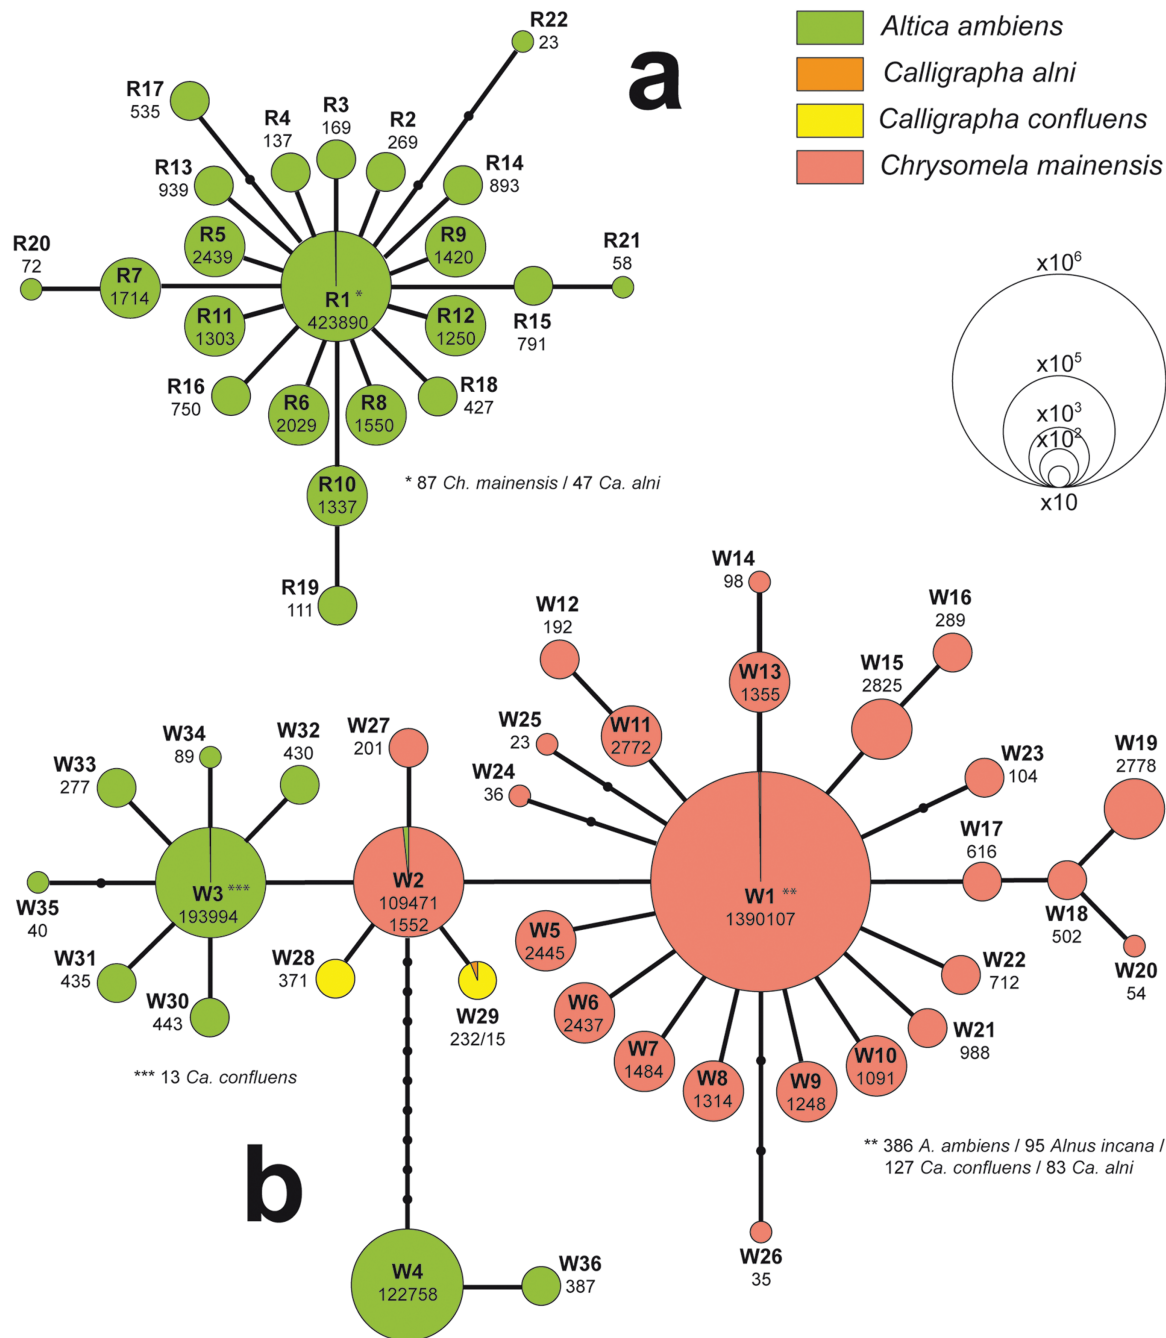 a
Altica ambiens
Calligrapha alni
Calligrapha confluens
Chrysomela mainensis
x10⁶
x10⁵
x10³
x10²
x10
R22
23
R17
535
R4
137
R3
169
R2
269
R13
939
R14
893
R5
2439
R9
1420
R20
72
R7
1714
R1*
423890
R21
58
R15
791
R11
1303
R12
1250
R16
750
R6
2029
R8
1550
R18
427
R10
1337
R19
111
* 87 Ch. mainensis / 47 Ca. alni
b
W14
98
W12
192
W16
289
W13
1355
W15
2825
W11
2772
W25
23
W24
36
W23
104
W19
2778
W34
89
W32
430
W33
277
W27
201
W17
616
W3***
193994
W2
109471
1552
W1**
1390107
W18
502
W20
54
W35
40
W31
435
W30
443
W28
371
W29
232/15
W5
2445
W6
2437
W7
1484
W8
1314
W9
1248
W10
1091
W22
712
W21
988
*** 13 Ca. confluens
** 386 A. ambiens / 95 Alnus incana /
127 Ca. confluens / 83 Ca. alni
W26
35
W4
122758
W36
387